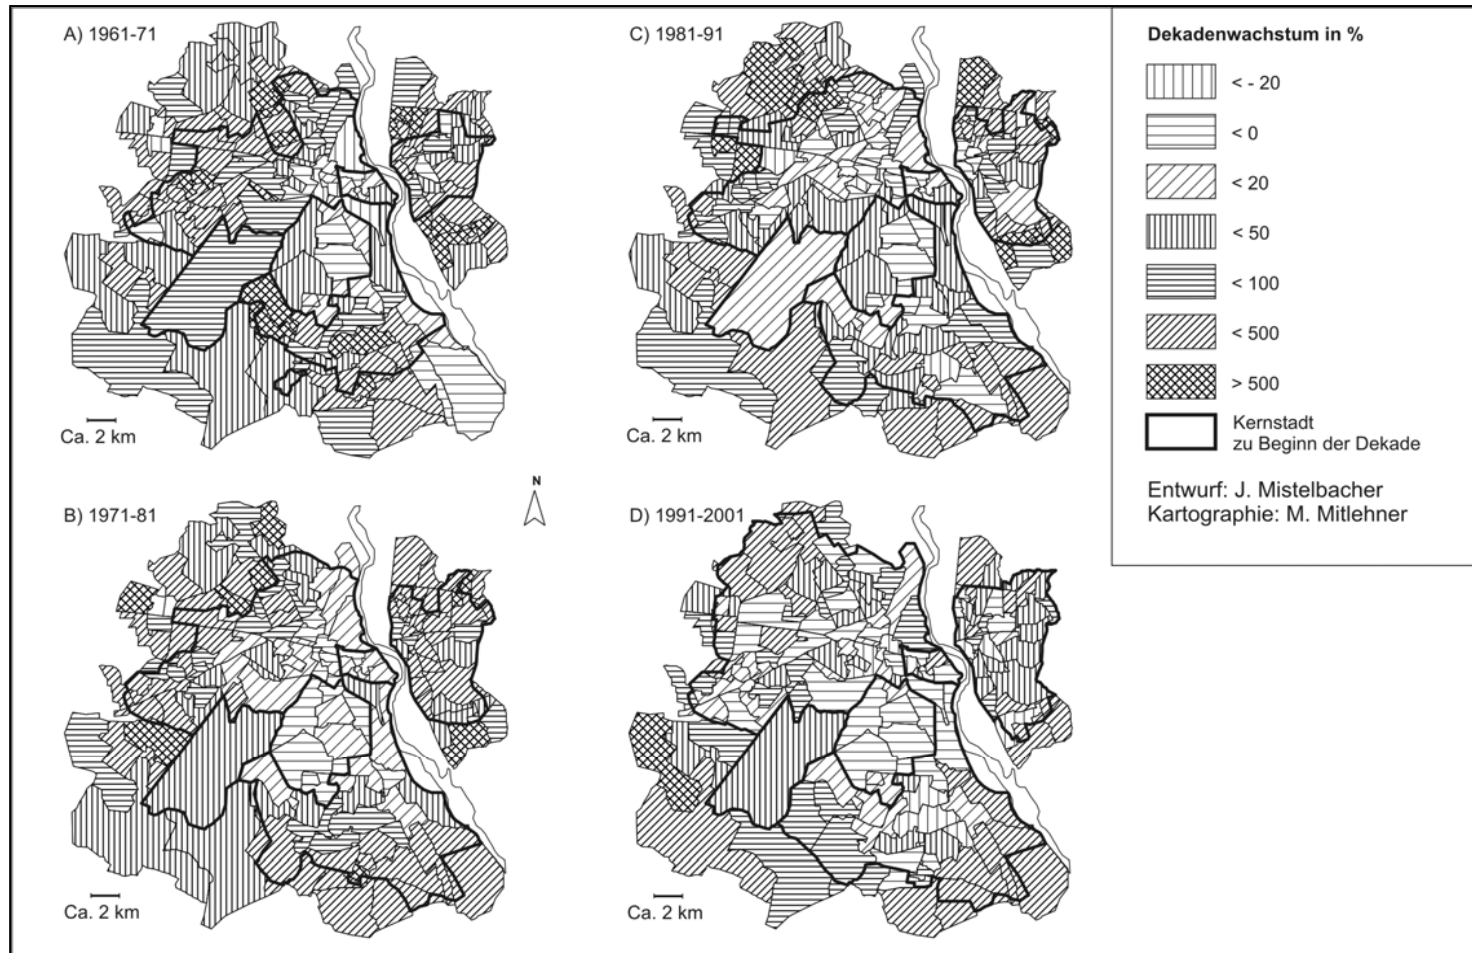 A) 1961-71
Ca. 2 km
B) 1971-81
Ca. 2 km
N
C) 1981-91
Ca. 2 km
D) 1991-2001
Ca. 2 km
Dekadenwachstum in %
< - 20
< 0
< 20
< 50
< 100
< 500
> 500
Kernstadt
zu Beginn der Dekade
Entwurf: J. Mistelbacher
Kartographie: M. Mitlehner